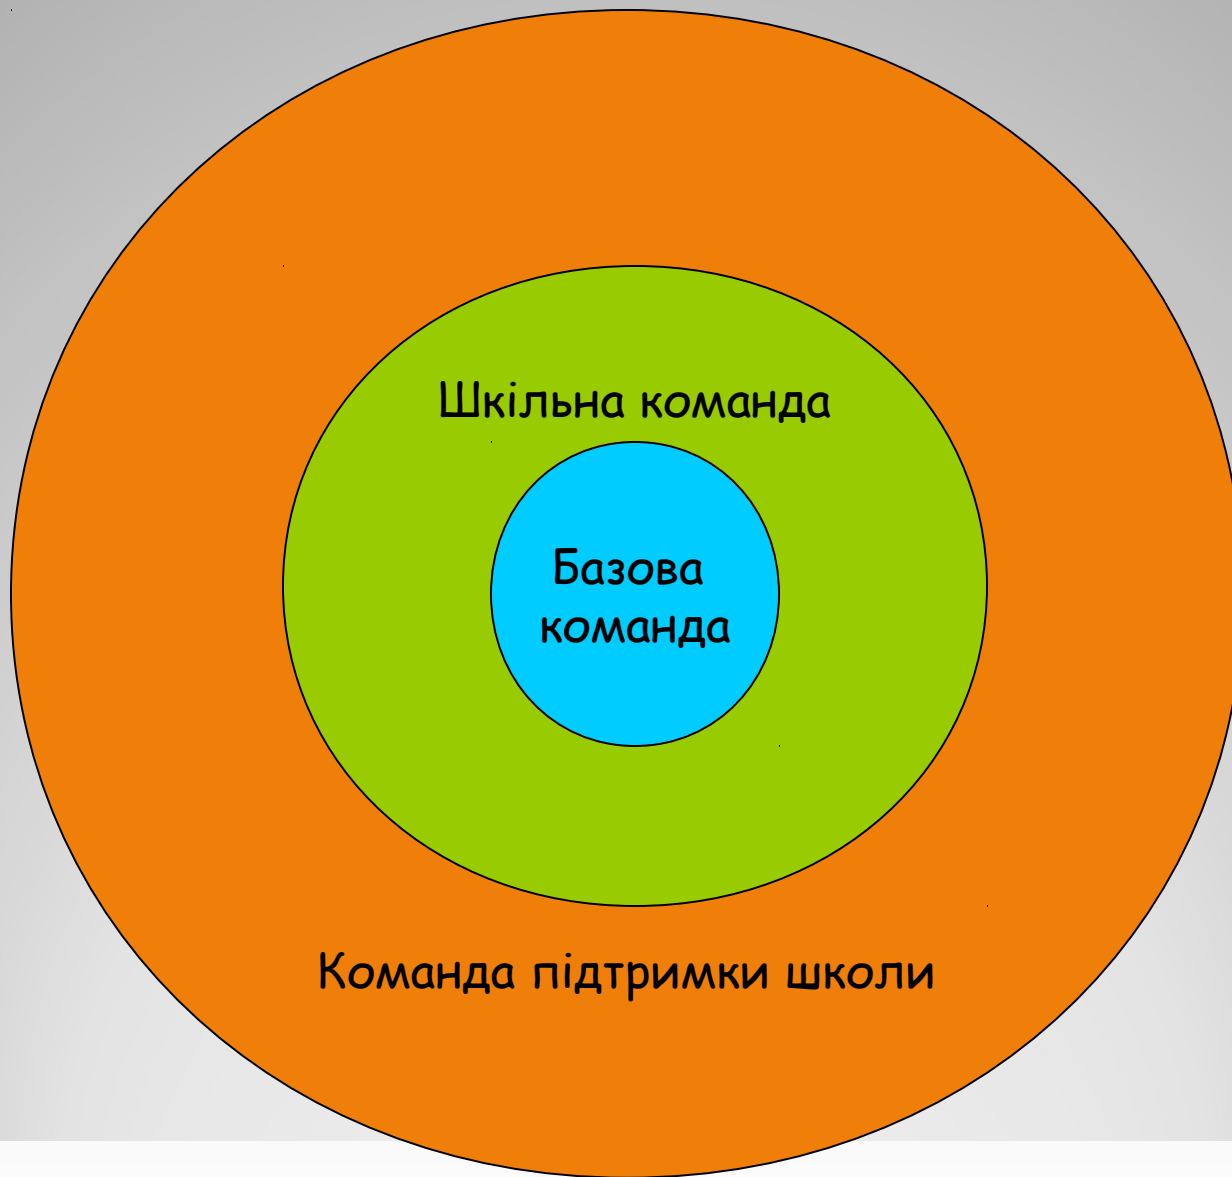 Шкільна команда
Базова
команда
Команда підтримки школи